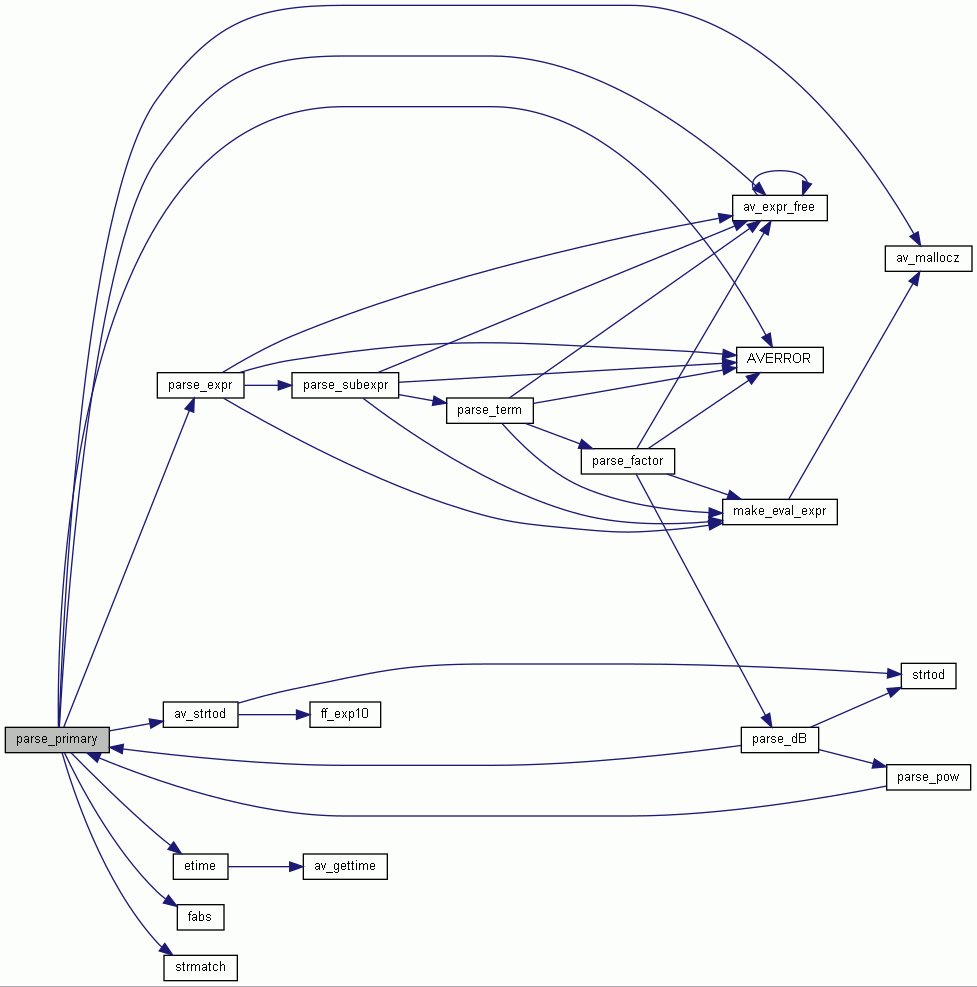 av_expr_free
av_mallocz
AVERROR
parse_expr
parse_subexpr
parse_term
parse_factor
make_eval_expr
strtod
av_strtod
ff_exp10
parse_primary
parse_dB
parse_pow
etime
av_gettime
fabs
strmatch